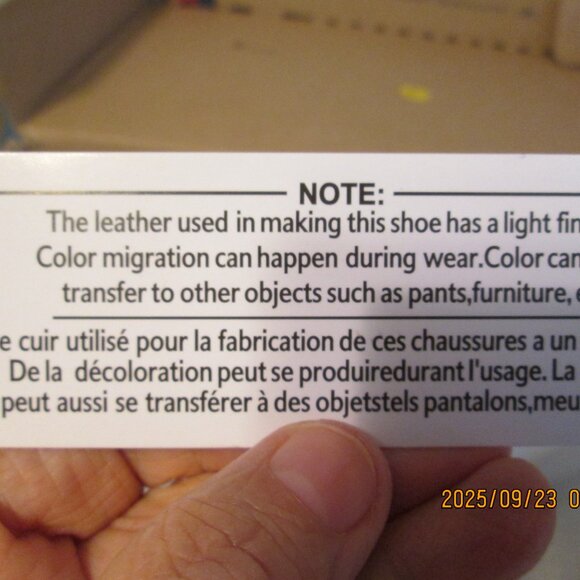 NOTE:
The leather used in making this shoe has a light fin
Color migration can happen during wear.Color can
transfer to other objects such as pants,furniture, e
e cuir utilisé pour la fabrication de ces chaussures a un
De la décoloration peut se produiredurant l'usage. La
peut aussi se transférer à des objetstels pantalons,meu
2025/09/23 0